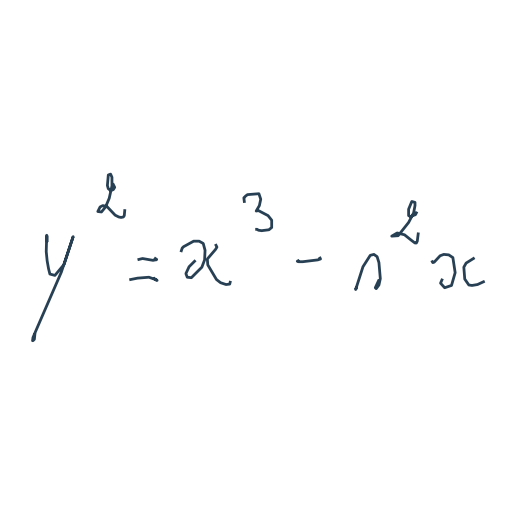 y² = x³ - n²x